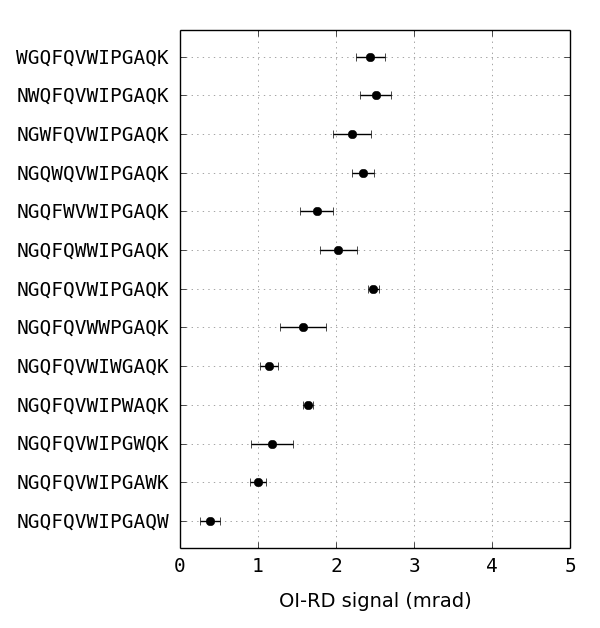 WGQFQVWIPGAQK
NWQFQVWIPGAQK
NGWFQVWIPGAQK
NGQWQVWIPGAQK
NGQFWVWIPGAQK
NGQFQWWIPGAQK
NGQFQVWIPGAQK
NGQFQVWWPGAQK
NGQFQVWIWGAQK
NGQFQVWIPWAQK
NGQFQVWIPGWQK
NGQFQVWIPGAWK
NGQFQVWIPGAQW
0 1 2 3 4 5
OI-RD signal (mrad)